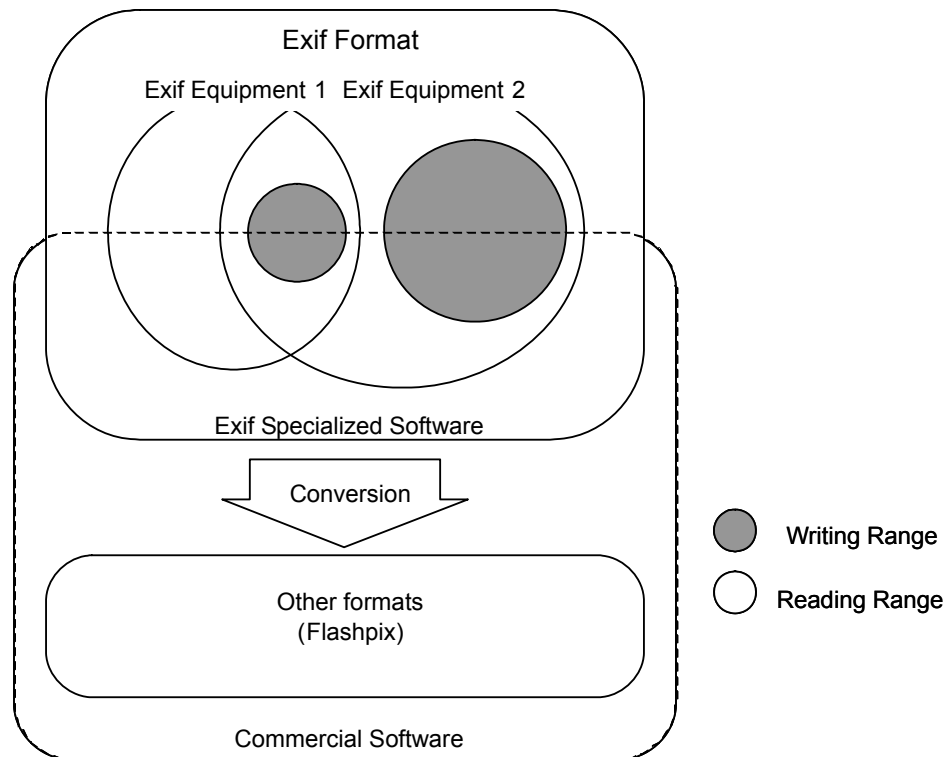 Exif Format
Exif Equipment 1 Exif Equipment 2
Exif Specialized Software
Conversion
Writing Range
Reading Range
Other formats
(Flashpix)
Commercial Software